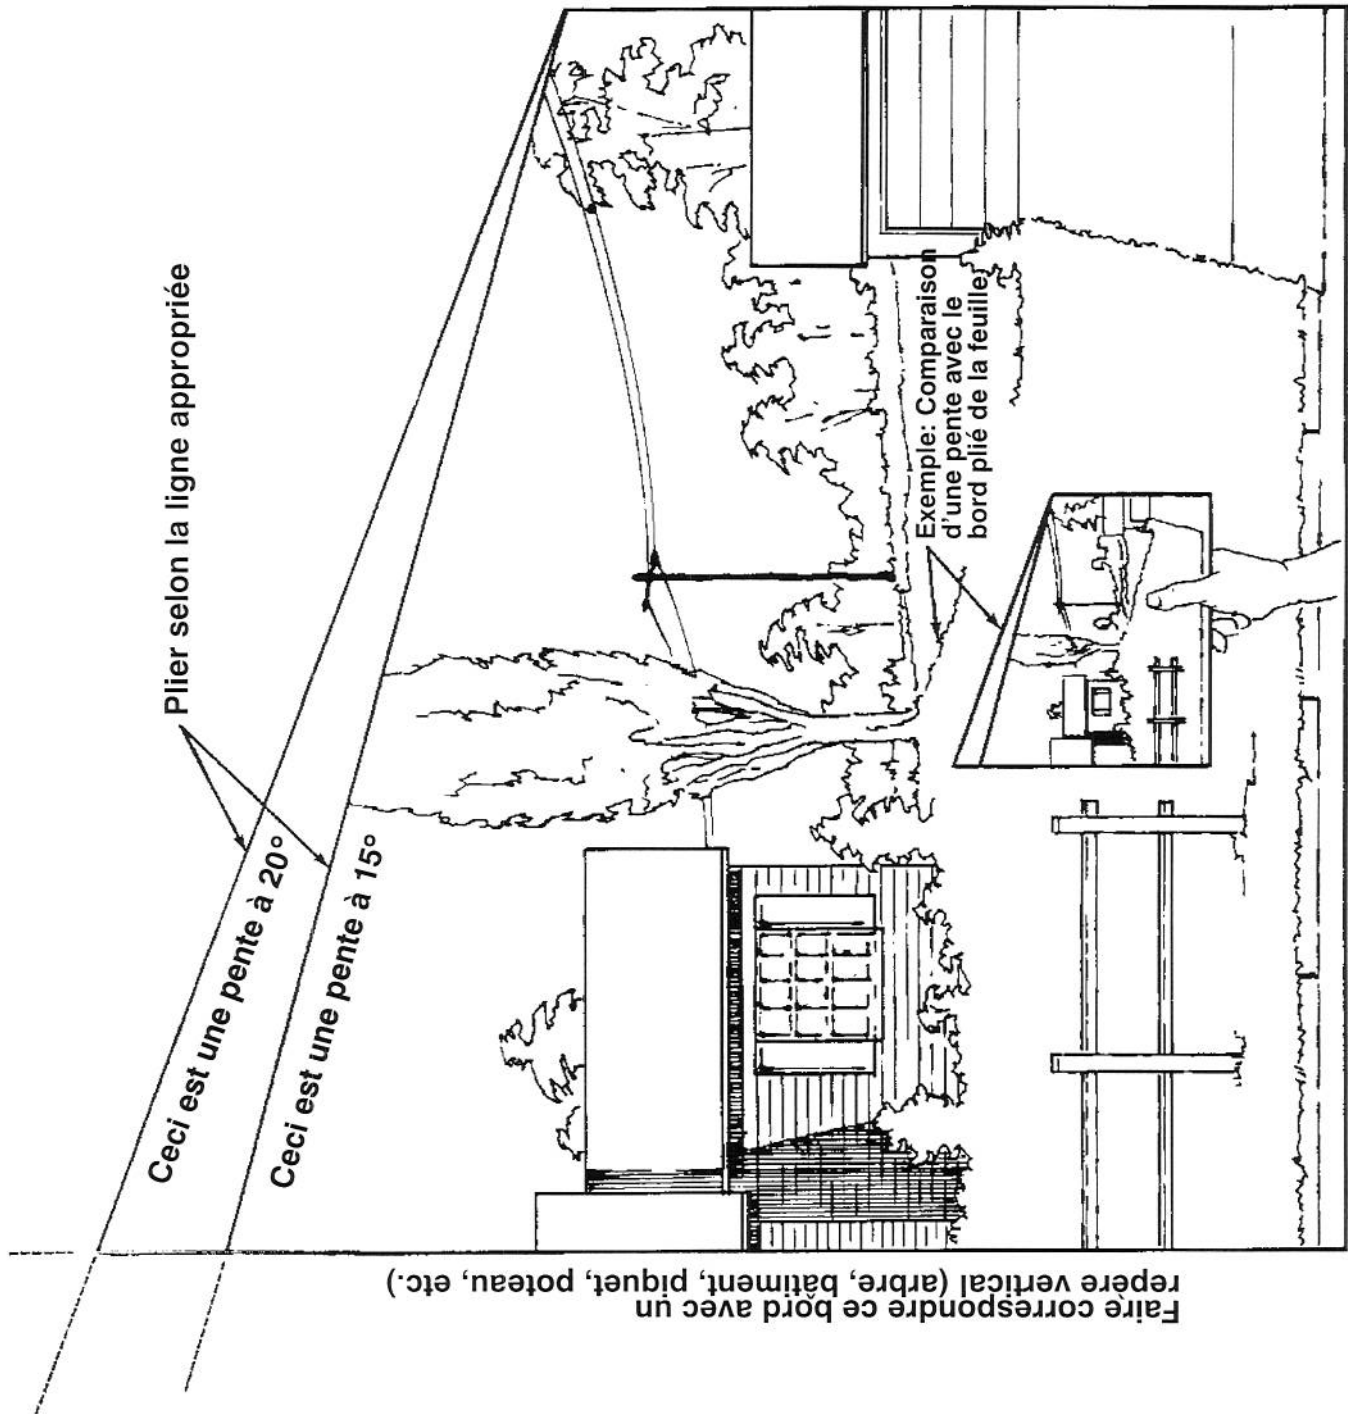 Plier selon la ligne appropriée
Ceci est une pente à 20°
Ceci est une pente à 15°
Exemple: Comparaison
d'une pente avec le
bord plié de la feuille
Faire correspondre ce bord avec un
repère vertical (arbre, bâtiment, piquet, poteau, etc.)